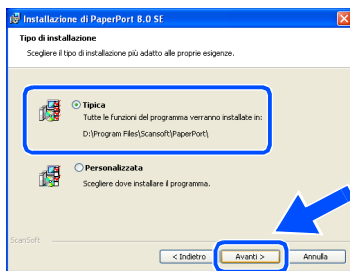 Installazione di PaperPort 8.0 SE
Tipo di installazione
Scegliere il tipo di installazione più adatto alle proprie esigenze.
Tipica
Tutte le funzioni del programma verranno installate in:
D:\Program Files\Scansoft\PaperPort\
Personalizzata
Scegliere dove installare il programma.
ScanSoft
< Indietro
Avanti >
Annulla